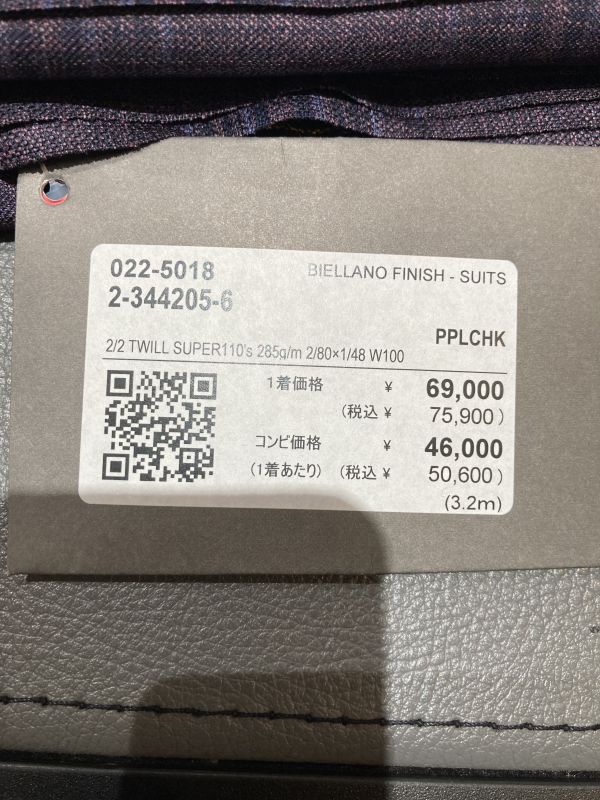 022-5018
BIELLANO FINISH - SUITS
2-344205-6
PPLCHK
2/2 TWILL SUPER110's 285g/m 2/80×1/48 W100
1着価格 ¥ 69,000
(税込 ¥ 75,900)
コンビ価格 ¥ 46,000
(1着あたり) (税込 ¥ 50,600)
(3.2m)